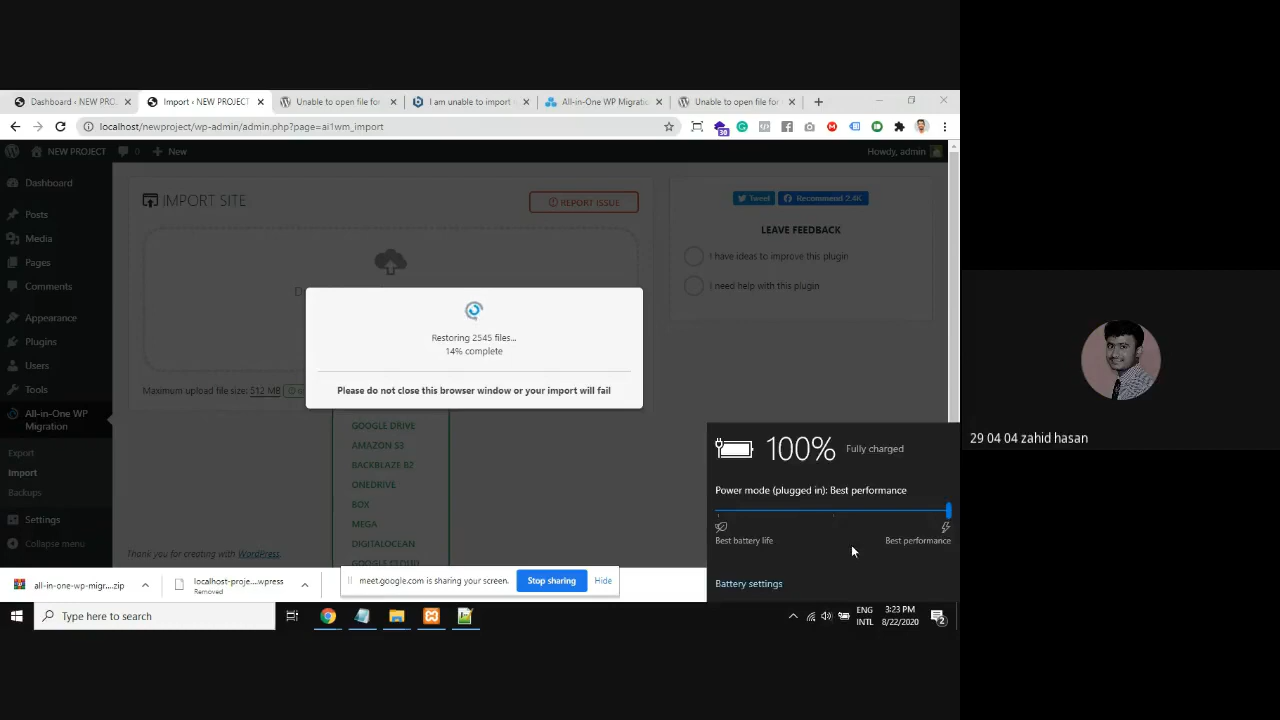 Dashboard ‹ NEW PROJ
Import ‹ NEW PROJECT
Unable to open file for
I am unable to import
All-in-One WP Migratio
Unable to open file for
localhost/newproject/wp-admin/admin.php?page=ai1wm_import
30
NEW PROJECT
0
New
Howdy, admin
Dashboard
Posts
Media
Pages
Comments
Appearance
Plugins
Users
Tools
All-in-One WP
Migration
Export
Import
Backups
Settings
Collapse menu
IMPORT SITE
REPORT ISSUE
D
Restoring 2545 files...
14% complete
Please do not close this browser window or your import will fail
Maximum upload file size: 512 MB
GOOGLE DRIVE
AMAZON S3
BACKBLAZE B2
ONEDRIVE
BOX
MEGA
DIGITALOCEAN
Thank you for creating with WordPress.
Tweet
Recommend 2.4K
LEAVE FEEDBACK
I have ideas to improve this plugin
I need help with this plugin
100%
Fully charged
Power mode (plugged in): Best performance
Best battery life
Best performance
Battery settings
all-in-one-wp-migr....zip
localhost-proje....wpress
Removed
meet.google.com is sharing your screen.
Stop sharing
Hide
Type here to search
ENG
INTL
3:23 PM
8/22/2020
2
29 04 04 zahid hasan